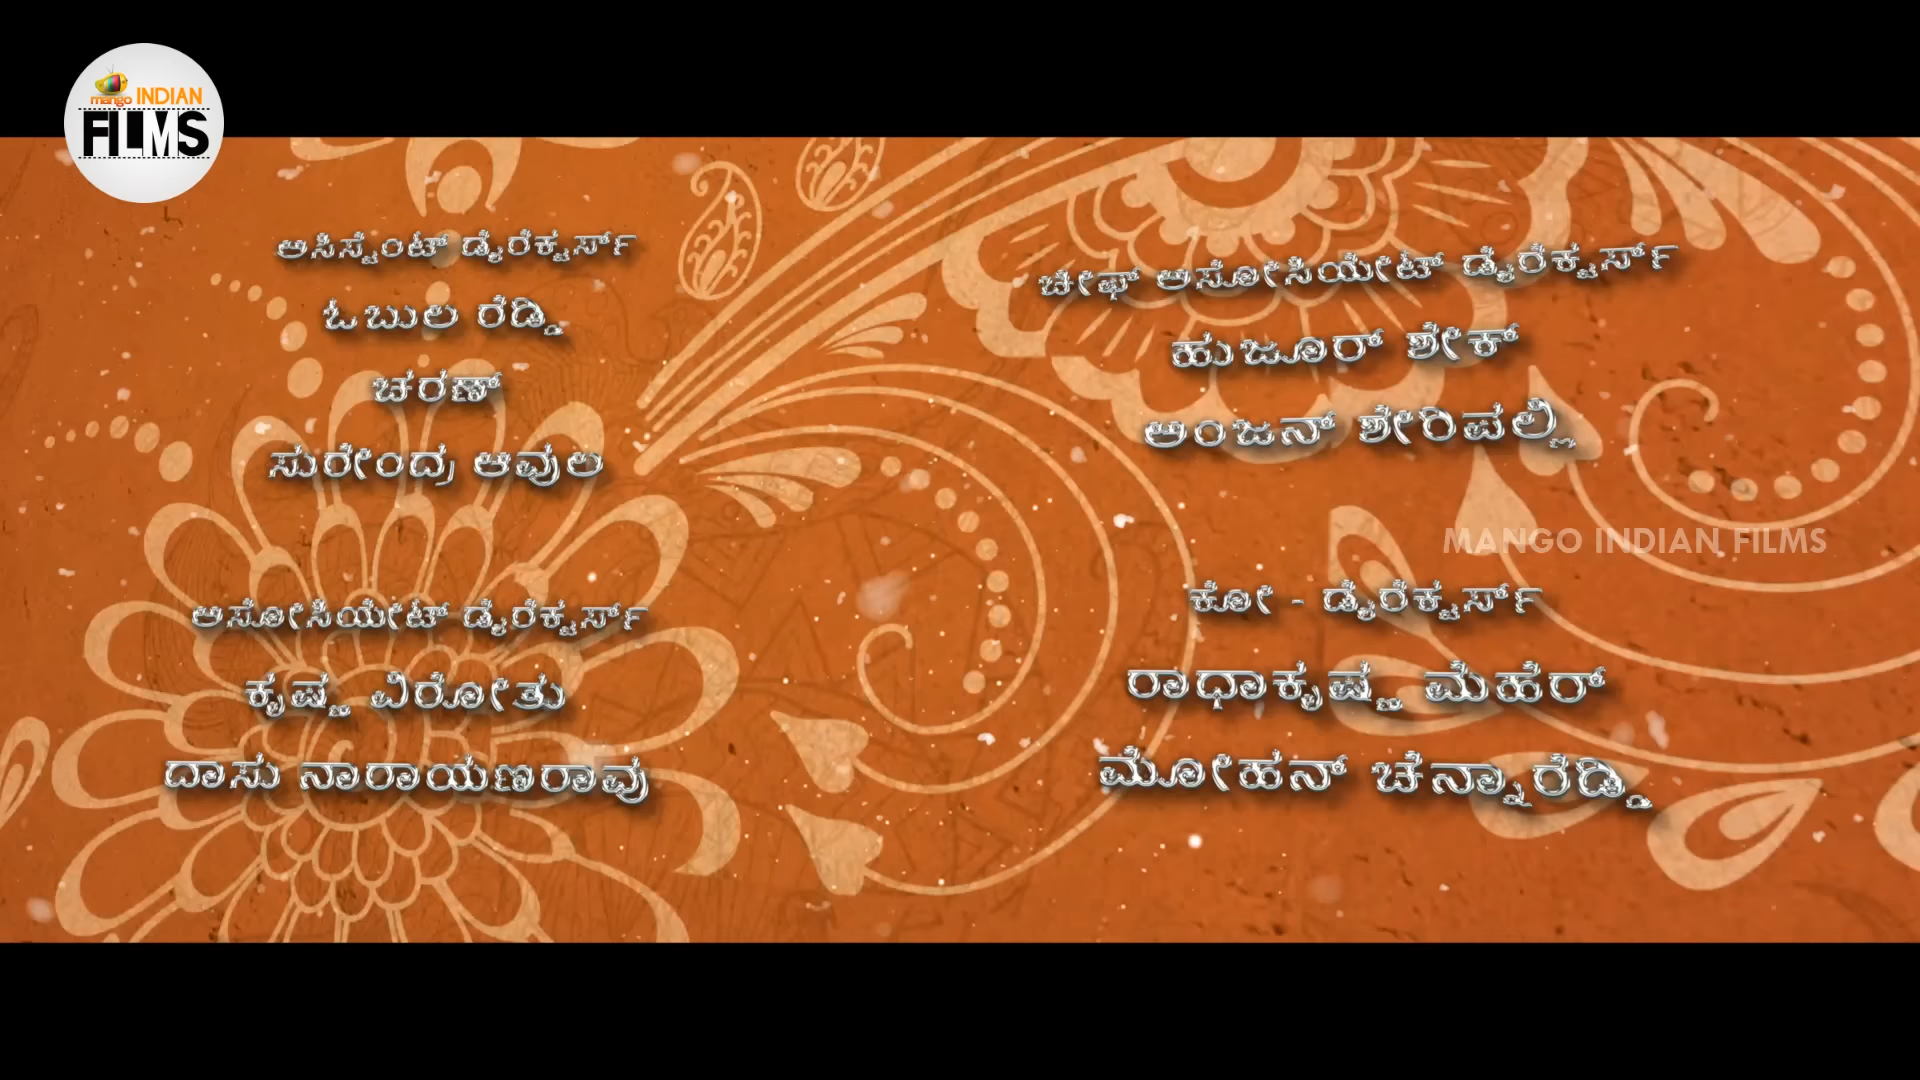 mango INDIAN
FILMS
ಅಸಿಸ್ಟೆಂಟ್ ಡೈರೆಕ್ಟರ್ಸ್
ಓಬುಲ ರೆಡ್ಡಿ
ಚರಣ್
ಸುರೇಂದ್ರ ಆವುಲ
ಅಸೋಸಿಯೇಟ್ ಡೈರೆಕ್ಟರ್ಸ್
ಕೃಷ್ಣ ವಿರೋತು
ದಾಸು ನಾರಾಯಣರಾವು
ಚೀಫ್ ಅಸೋಸಿಯೇಟ್ ಡೈರೆಕ್ಟರ್ಸ್
ಹುಜೂರ್ ಶೇಕ್
ಅಂಜನ್ ಶೇರಿಪಲ್ಲಿ
MANGO INDIAN FILMS
ಕೋ - ಡೈರೆಕ್ಟರ್ಸ್
ರಾಧಾಕೃಷ್ಣ ಮೆಹೆರ್
ಮೋಹನ್ ಚೆನ್ನಾರೆಡ್ಡಿ